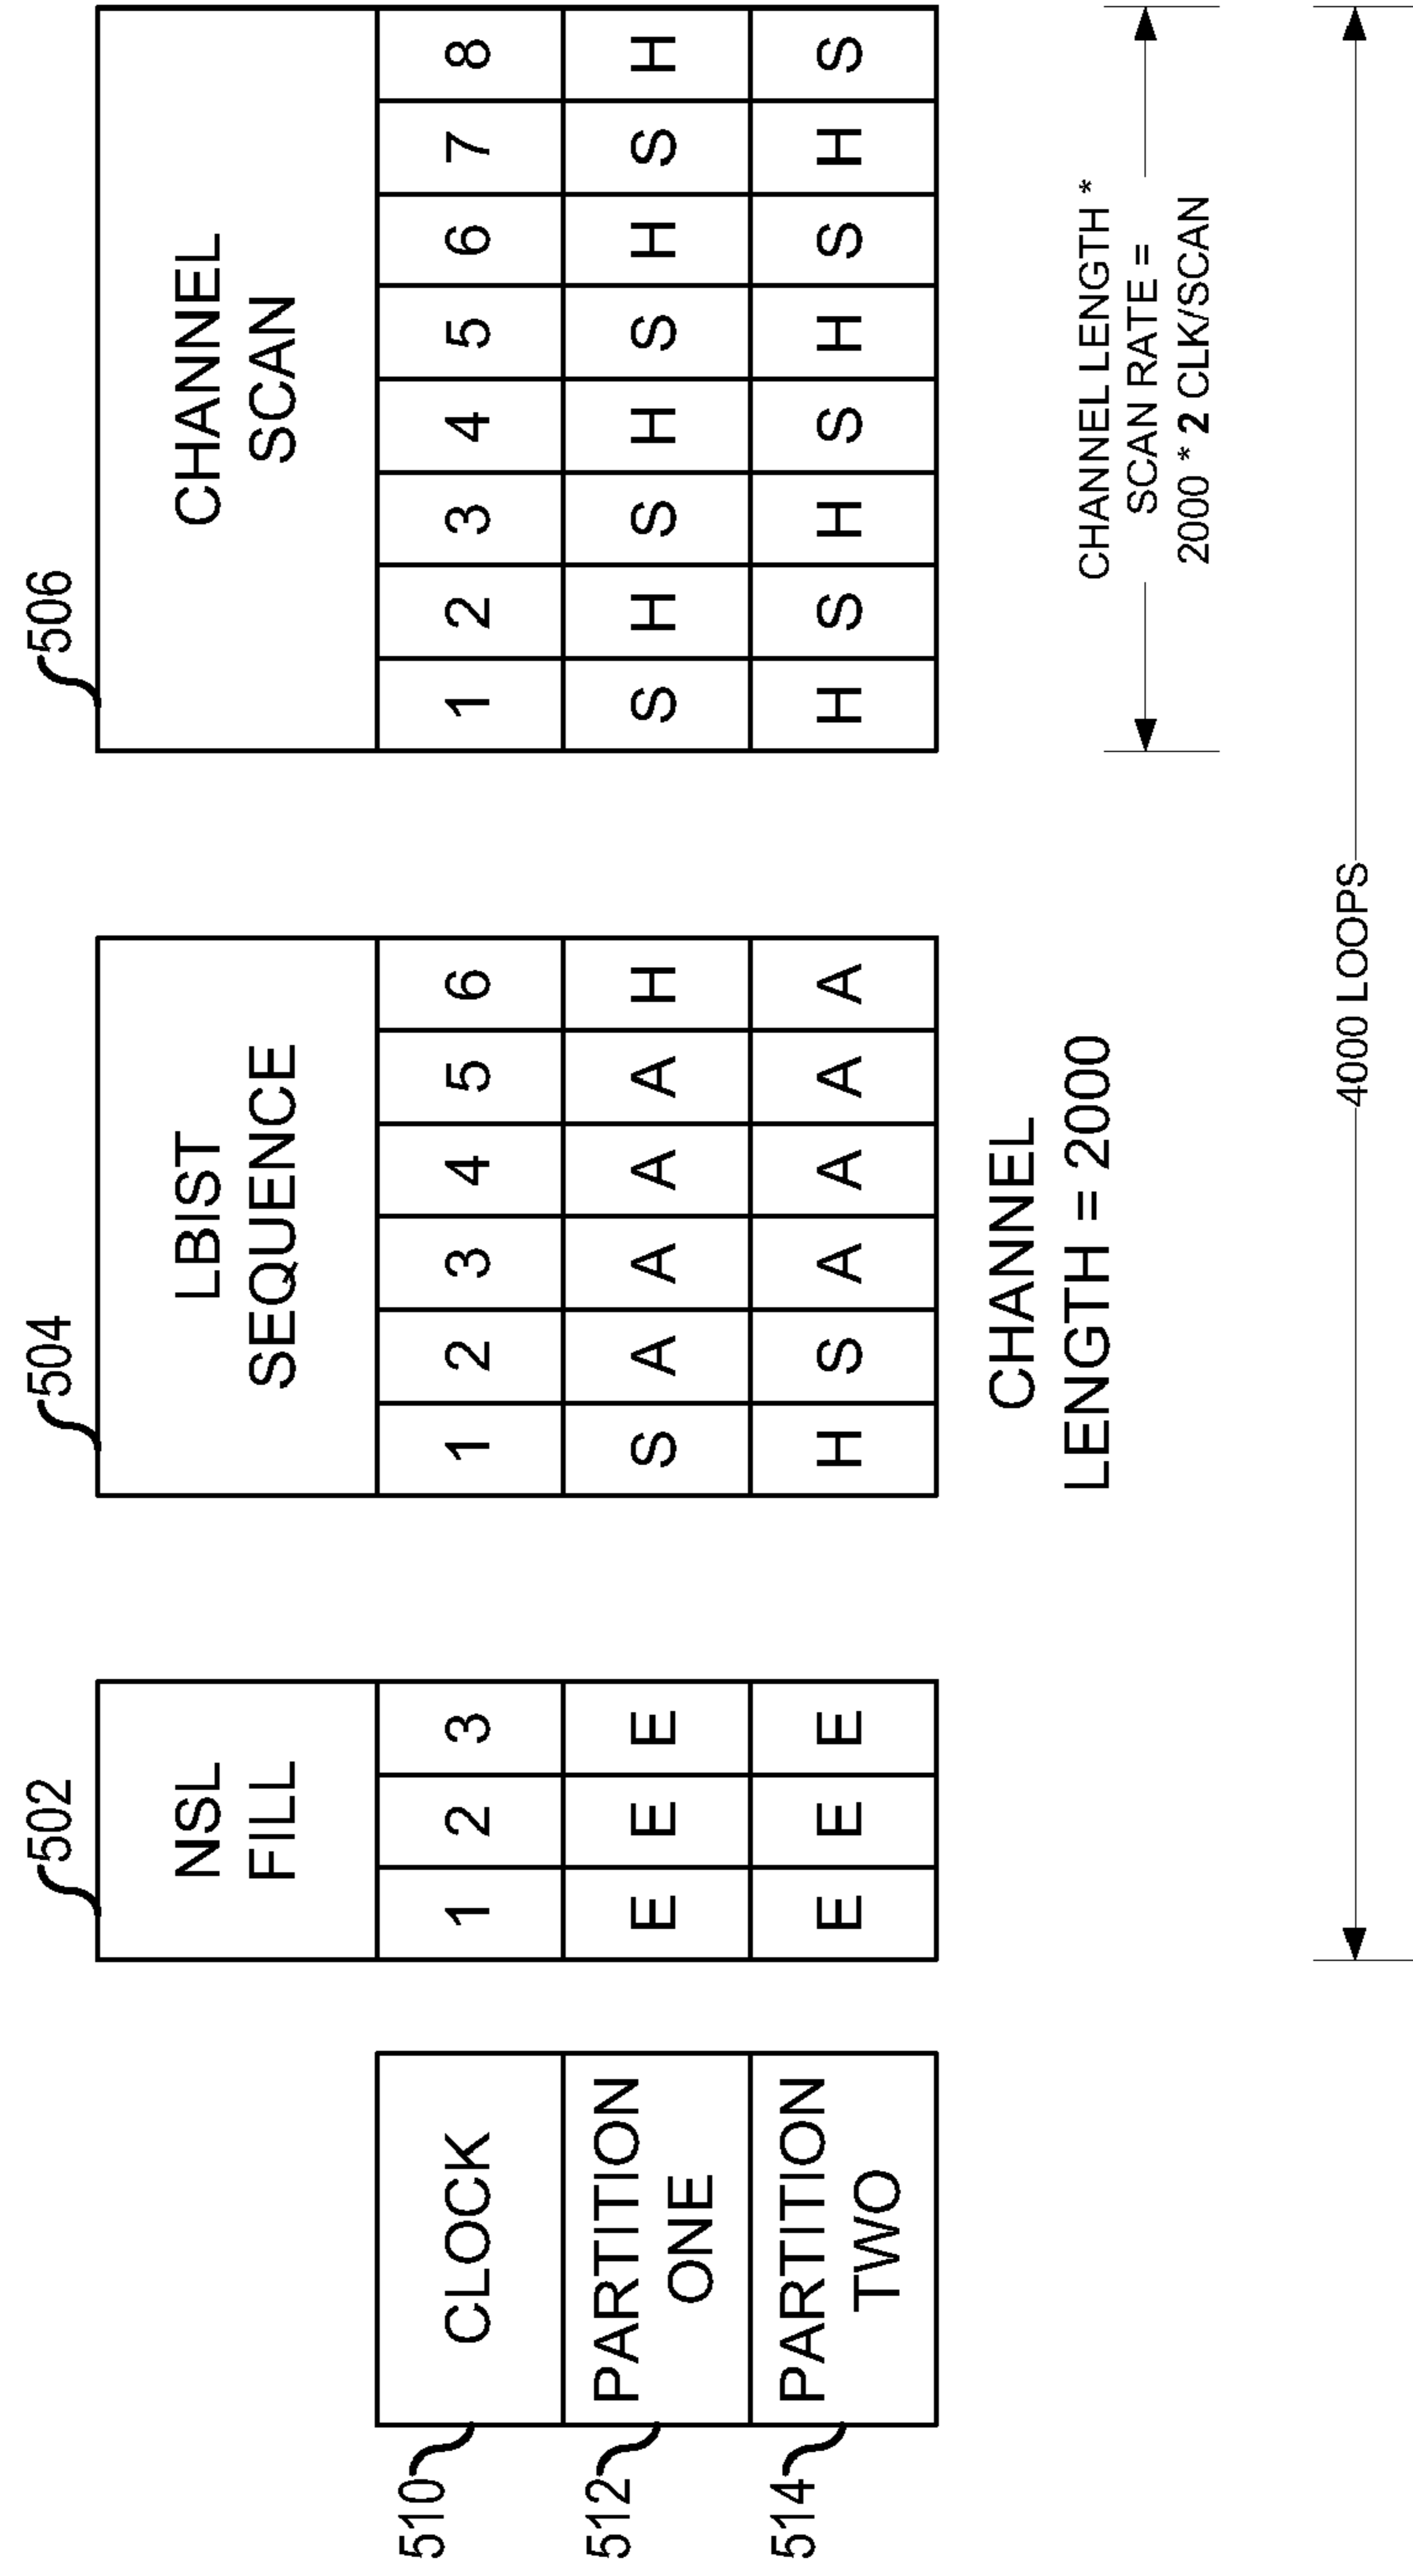 502
504
506
NSL
FILL
LBIST
SEQUENCE
CHANNEL
SCAN
510
CLOCK
1 2 3
1 2 3 4 5 6
1 2 3 4 5 6 7 8
512
PARTITION
ONE
E E E
S A A A A H
S H S H S H S H
514
PARTITION
TWO
E E E
H S A A A A
H S H S H S H S
CHANNEL
LENGTH = 2000
CHANNEL LENGTH *
SCAN RATE =
2000 * 2 CLK/SCAN
4000 LOOPS